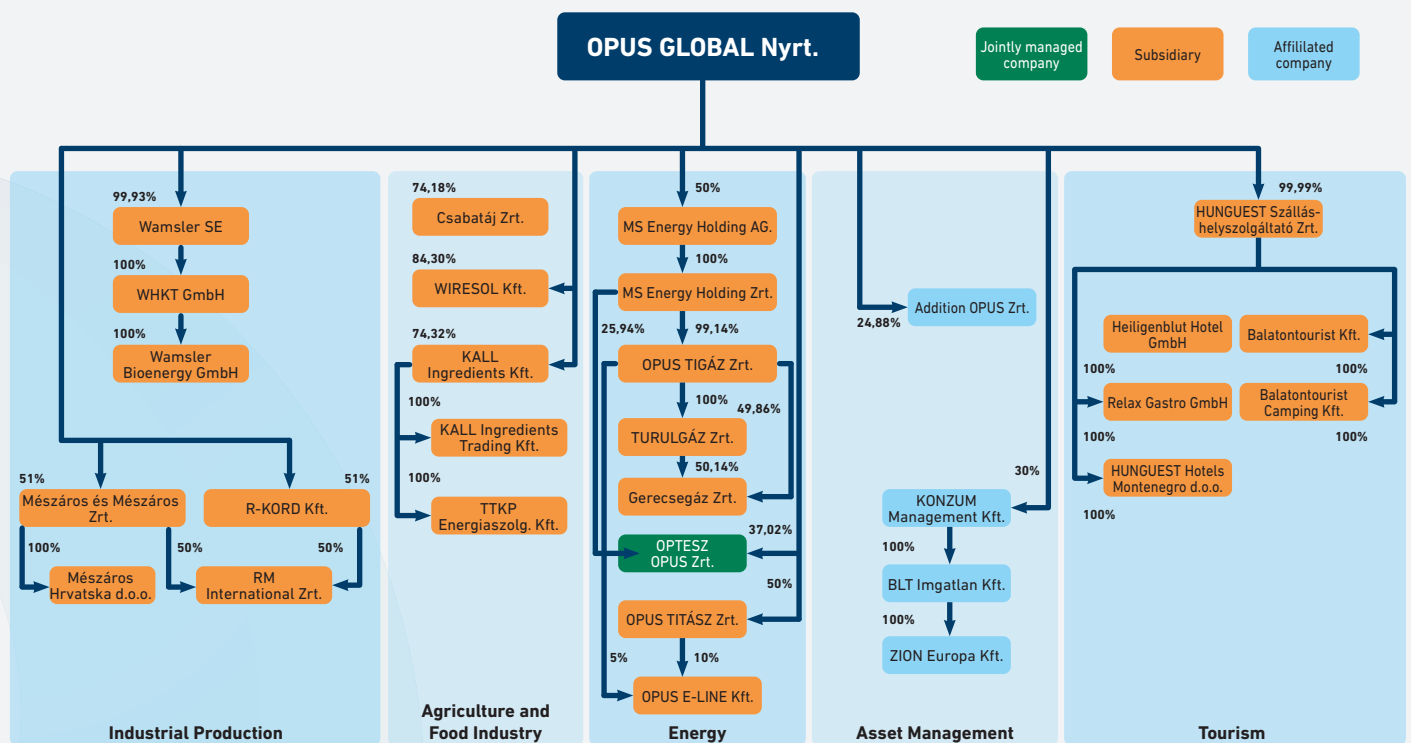 OPUS GLOBAL Nyrt.
Jointly managed
company
Subsidiary
Affililated
company
99,93%
Wamsler SE
100%
WHKT GmbH
100%
Wamsler
Bioenergy GmbH
51%
Mészáros és Mészáros
Zrt.
51%
R-KORD Kft.
100%
50%
50%
Mészáros
Hrvatska d.o.o.
RM
International Zrt.
Industrial Production
74,18%
Csabatáj Zrt.
84,30%
WIRESOL Kft.
74,32%
KALL
Ingredients Kft.
100%
KALL Ingredients
Trading Kft.
100%
TTKP
Energiaszolg. Kft.
Agriculture and
Food Industry
50%
MS Energy Holding AG.
100%
MS Energy Holding Zrt.
25,94%
99,14%
OPUS TIGÁZ Zrt.
100%
49,86%
TURULGÁZ Zrt.
50,14%
Gerecsegáz Zrt.
37,02%
OPTESZ
OPUS Zrt.
50%
OPUS TITÁSZ Zrt.
5%
10%
OPUS E-LINE Kft.
Energy
Addition OPUS Zrt.
24,88%
30%
KONZUM
Management Kft.
100%
BLT Imgatlan Kft.
100%
ZION Europa Kft.
Asset Management
99,99%
HUNGUEST Szállás-
helyszolgáltató Zrt.
Heiligenblut Hotel
GmbH
Balatontourist Kft.
100%
100%
Relax Gastro GmbH
Balatontourist
Camping Kft.
100%
100%
HUNGUEST Hotels
Montenegro d.o.o.
100%
Tourism